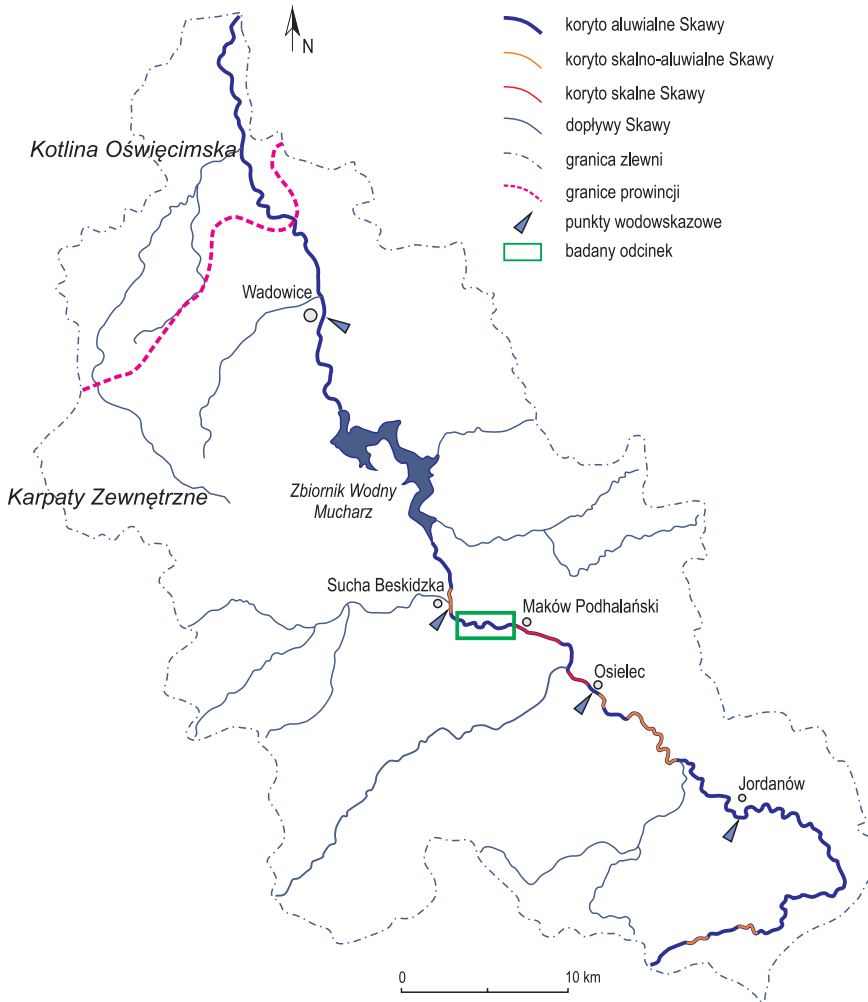 N
koryto aluwialne Skawy
koryto skalno-aluwialne Skawy
koryto skalne Skawy
dopływy Skawy
granica zlewni
granice prowincji
punkty wodowskazowe
badany odcinek
Kotlina Oświęcimska
Wadowice
Karpaty Zewnętrzne
Zbiornik Wodny
Mucharz
Sucha Beskidzka
Maków Podhalański
Osielec
Jordanów
0 10 km